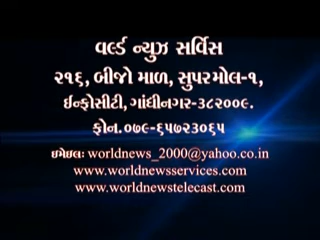 વર્લ્ડ ન્યુઝ સર્વિસ
૨૧૬, બીજો માળ, સુપરમોલ-૧,
ઈન્ફોસીટી, ગાંધીનગર-૩૮૨૦૦૯.
ફોન.૦૭૯-૬૫૭૨૩૦૬૫
ઇમેઇલ: worldnews_2000@yahoo.co.in
www.worldnewsservices.com
www.worldnewstelecast.com